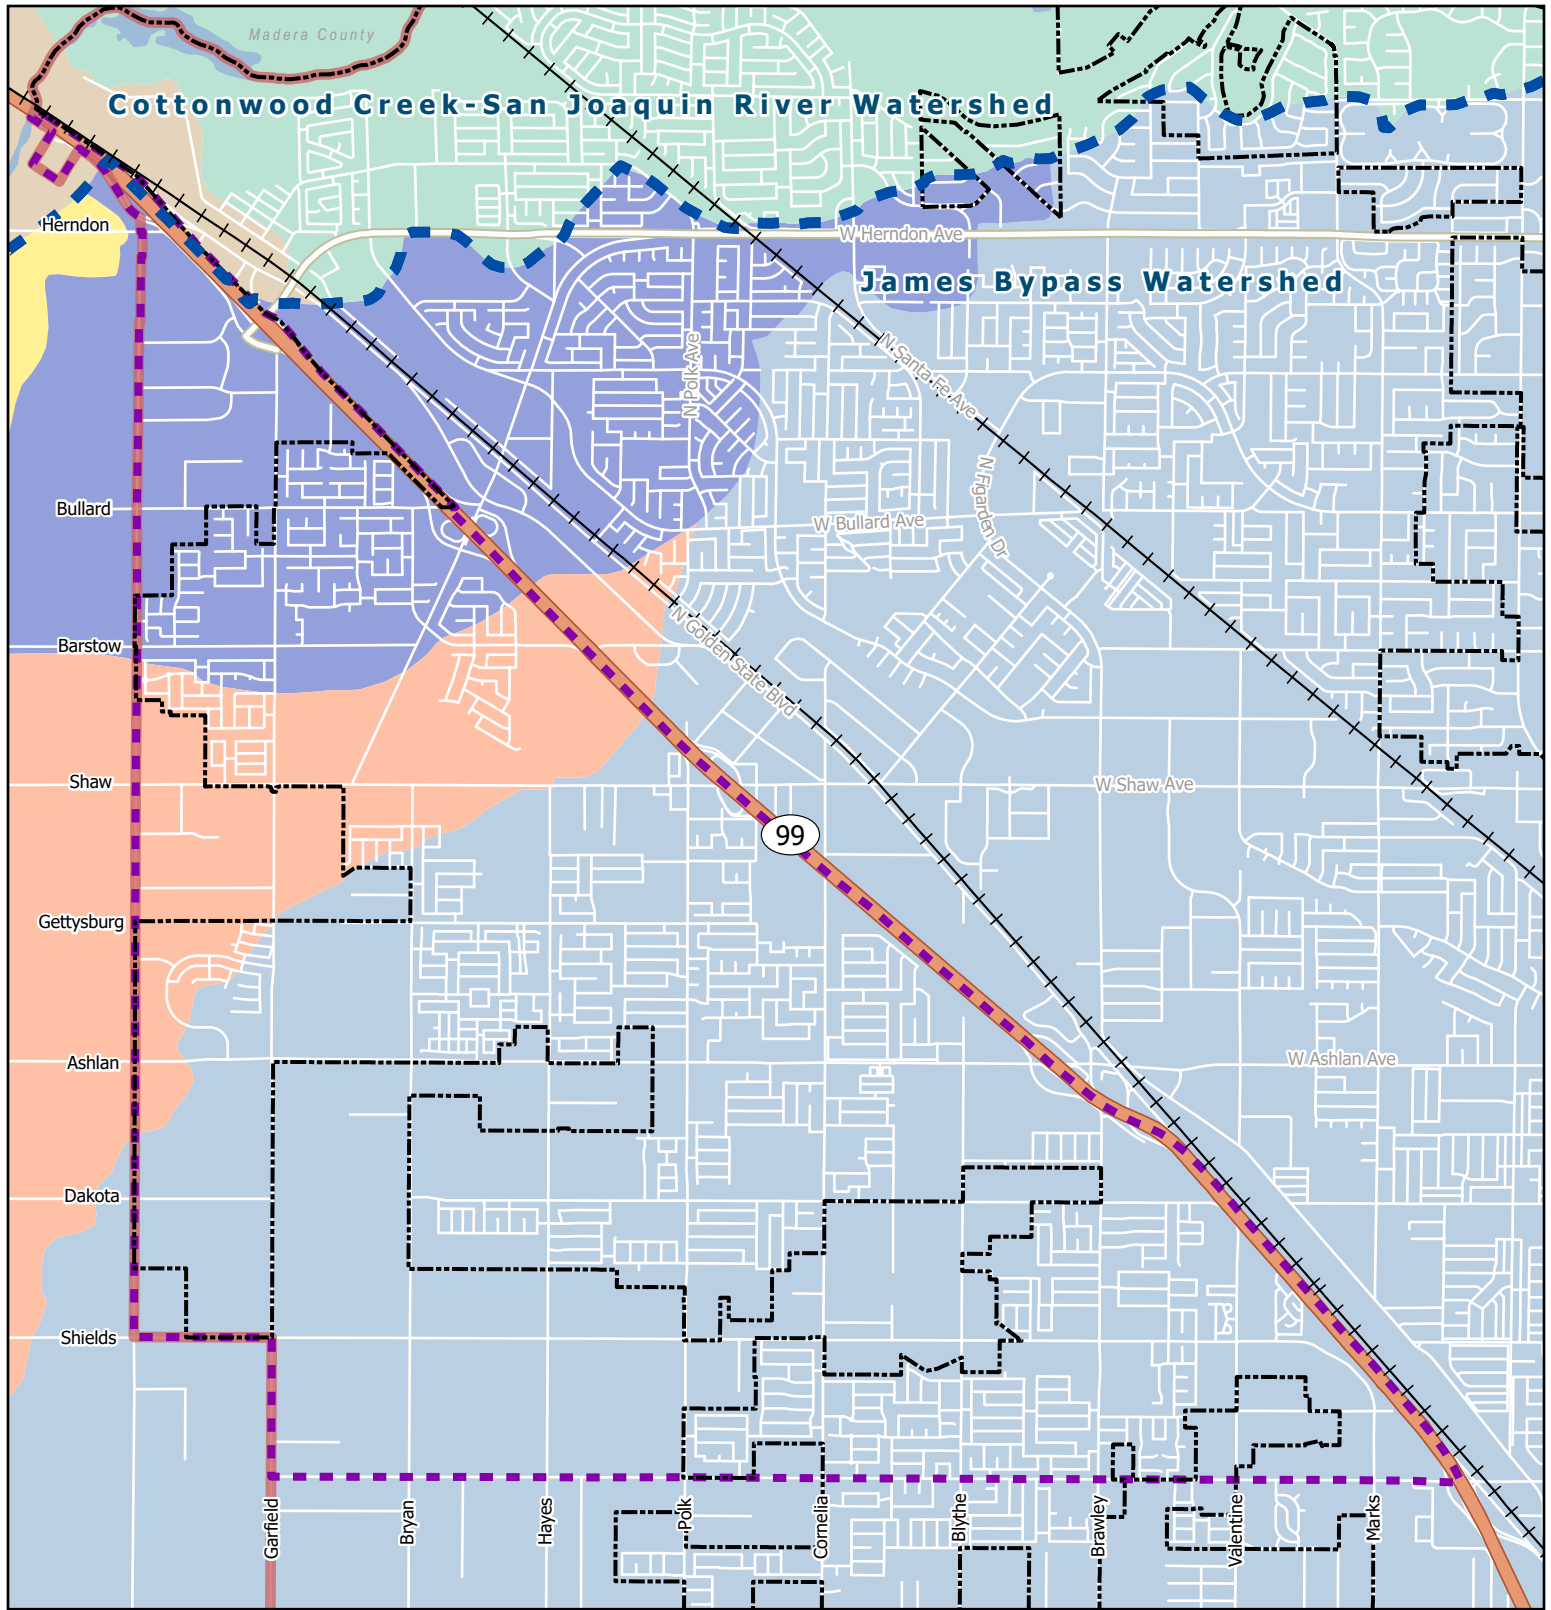 Madera County
Cottonwood Creek-San Joaquin River Watershed
Herndon
W Herndon Ave
James Bypass Watershed
N Polk Ave
N Santa Fe Ave
N Figarden Dr
Bullard
W Bullard Ave
Barstow
N Golden State Blvd
Shaw
W Shaw Ave
99
Gettysburg
Ashlan
W Ashlan Ave
Dakota
Shields
Garfield
Bryan
Hayes
Polk
Cornelia
Blythe
Brawley
Valentine
Marks